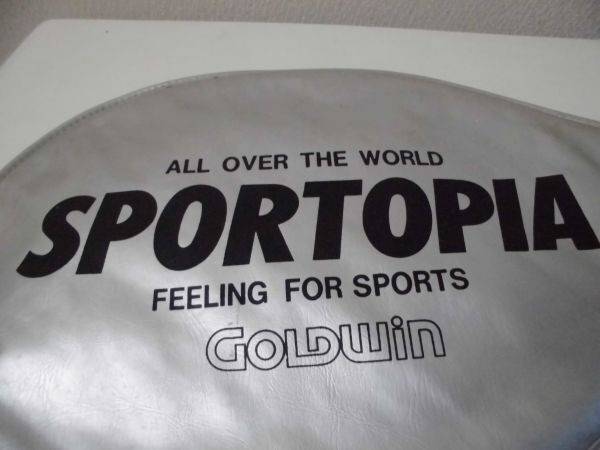 ALL OVER THE WORLD
SPORTOPIA
FEELING FOR SPORTS
GOLDWin